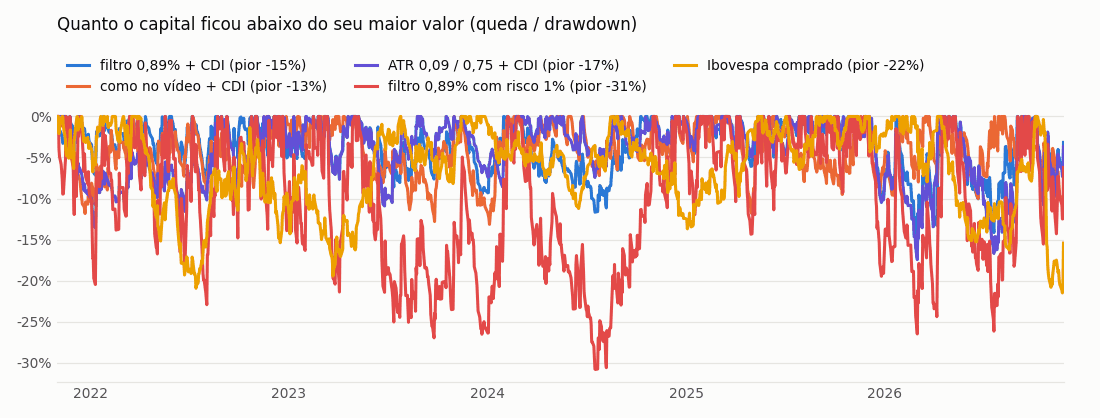 Quanto o capital ficou abaixo do seu maior valor (queda / drawdown)
filtro 0,89% + CDI (pior -15%)
ATR 0,09 / 0,75 + CDI (pior -17%)
Ibovespa comprado (pior -22%)
como no vídeo + CDI (pior -13%)
filtro 0,89% com risco 1% (pior -31%)
0%
-5%
-10%
-15%
-20%
-25%
-30%
2022
2023
2024
2025
2026